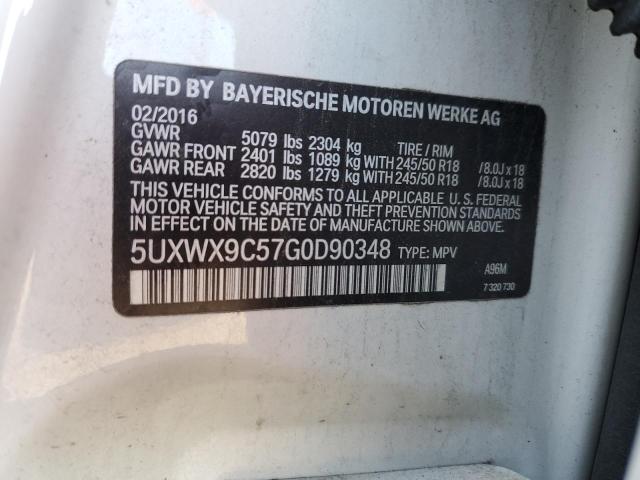 MFD BY BAYERISCHE MOTOREN WERKE AG
02/2016
GVWR 5079 lbs 2304 kg TIRE / RIM
GAWR FRONT 2401 lbs 1089 kg WITH 245/50 R18 /8.0J x 18
GAWR REAR 2820 lbs 1279 kg WITH 245/50 R18 /8.0J x 18
THIS VEHICLE CONFORMS TO ALL APPLICABLE U. S. FEDERAL
MOTOR VEHICLE SAFETY AND THEFT PREVENTION STANDARDS
IN EFFECT ON THE DATE OF MANUFACTURE SHOWN ABOVE.
5UXWX9C57G0D90348 TYPE: MPV
A96M
7 320 730